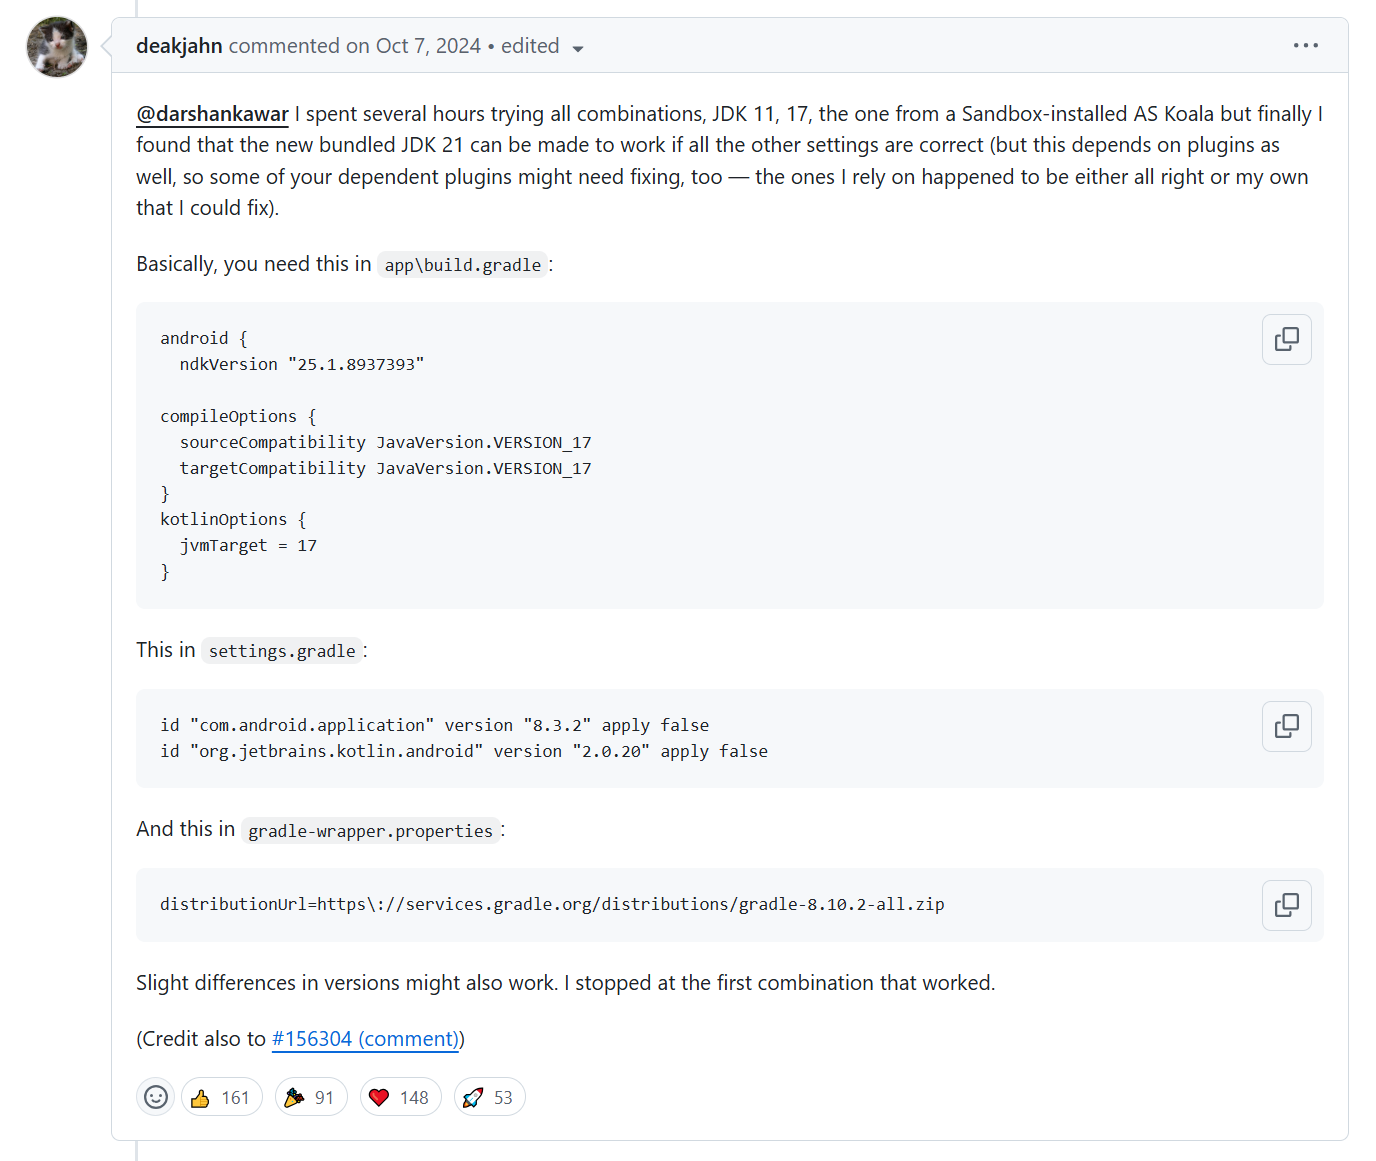 deakjahn commented on Oct 7, 2024 • edited
@darshankawar I spent several hours trying all combinations, JDK 11, 17, the one from a Sandbox-installed AS Koala but finally I
found that the new bundled JDK 21 can be made to work if all the other settings are correct (but this depends on plugins as
well, so some of your dependent plugins might need fixing, too — the ones I rely on happened to be either all right or my own
that I could fix).
Basically, you need this in app\build.gradle:
android {
  ndkVersion "25.1.8937393"
compileOptions {
  sourceCompatibility JavaVersion.VERSION_17
  targetCompatibility JavaVersion.VERSION_17
}
kotlinOptions {
  jvmTarget = 17
}
This in settings.gradle:
id "com.android.application" version "8.3.2" apply false
id "org.jetbrains.kotlin.android" version "2.0.20" apply false
And this in gradle-wrapper.properties:
distributionUrl=https\://services.gradle.org/distributions/gradle-8.10.2-all.zip
Slight differences in versions might also work. I stopped at the first combination that worked.
(Credit also to #156304 (comment))
👍 161 🎉 91 ❤️ 148 🚀 53